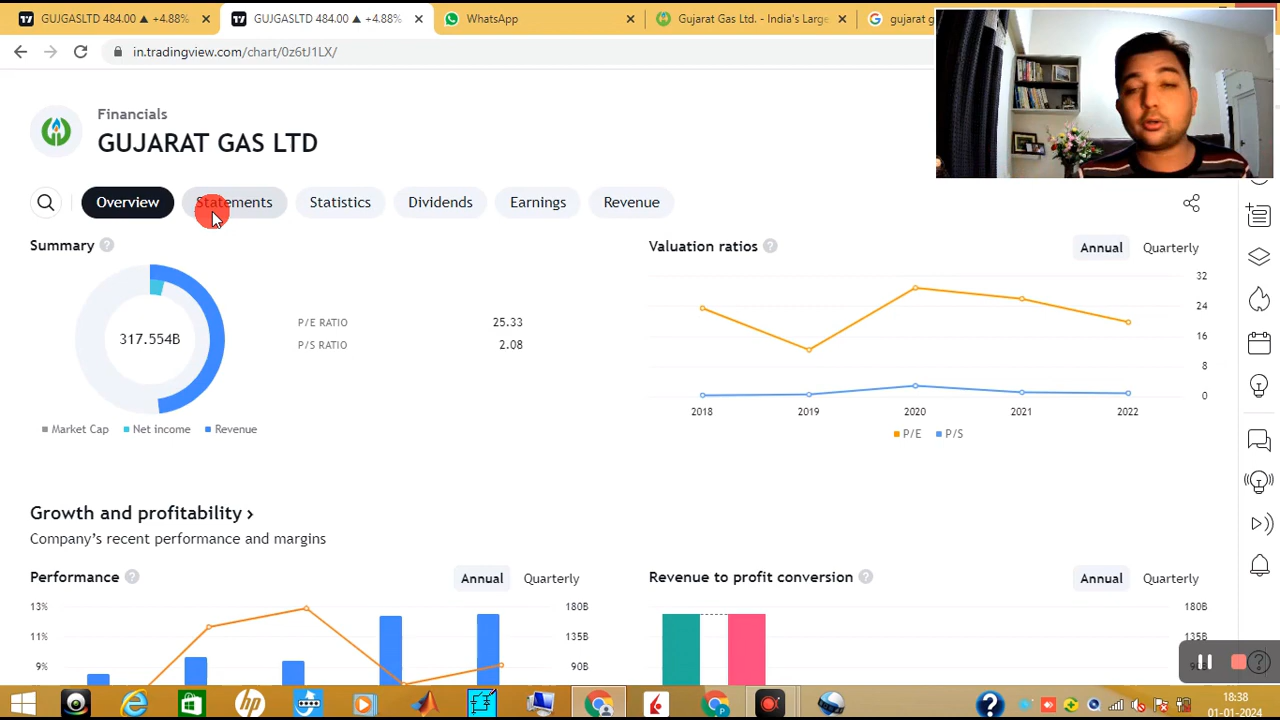 GUJGASLTD 484.00 ▲ +4.88%
GUJGASLTD 484.00 ▲ +4.88%
WhatsApp
Gujarat Gas Ltd. - India's Large
gujarat g
in.tradingview.com/chart/0z6tJ1LX/
Financials
GUJARAT GAS LTD
Overview
Statements
Statistics
Dividends
Earnings
Revenue
Summary
317.554B
P/E RATIO 25.33
P/S RATIO 2.08
Market Cap Net income Revenue
Valuation ratios
Annual Quarterly
32
24
16
8
0
2018 2019 2020 2021 2022
P/E P/S
Growth and profitability ›
Company's recent performance and margins
Performance
Annual Quarterly
13%
11%
9%
180B
135B
90B
Revenue to profit conversion
Annual Quarterly
180B
135B
18:38
01-01-2024